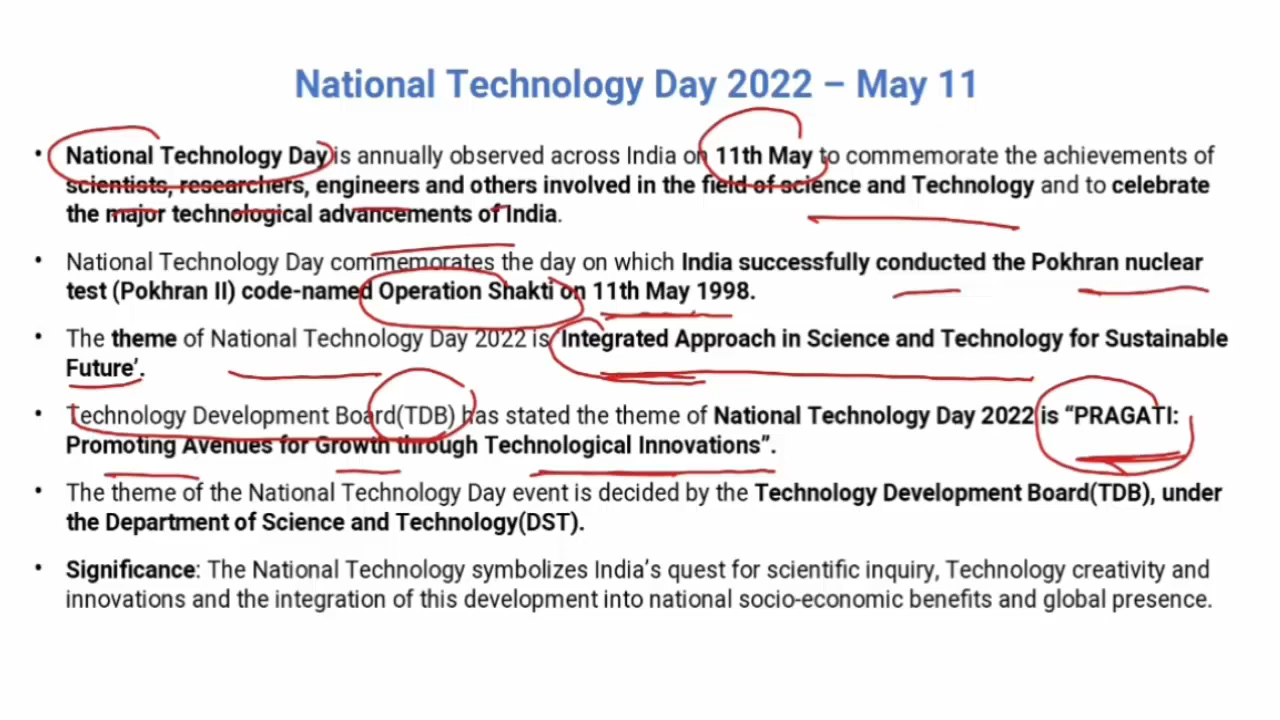 National Technology Day 2022 – May 11
• National Technology Day is annually observed across India on 11th May to commemorate the achievements of
scientists, researchers, engineers and others involved in the field of science and Technology and to celebrate
the major technological advancements of India.
• National Technology Day commemorates the day on which India successfully conducted the Pokhran nuclear
test (Pokhran II) code-named Operation Shakti on 11th May 1998.
• The theme of National Technology Day 2022 is 'Integrated Approach in Science and Technology for Sustainable
Future'.
• Technology Development Board(TDB) has stated the theme of National Technology Day 2022 is “PRAGATI:
Promoting Avenues for Growth through Technological Innovations”.
• The theme of the National Technology Day event is decided by the Technology Development Board(TDB), under
the Department of Science and Technology(DST).
• Significance: The National Technology symbolizes India's quest for scientific inquiry, Technology creativity and
innovations and the integration of this development into national socio-economic benefits and global presence.